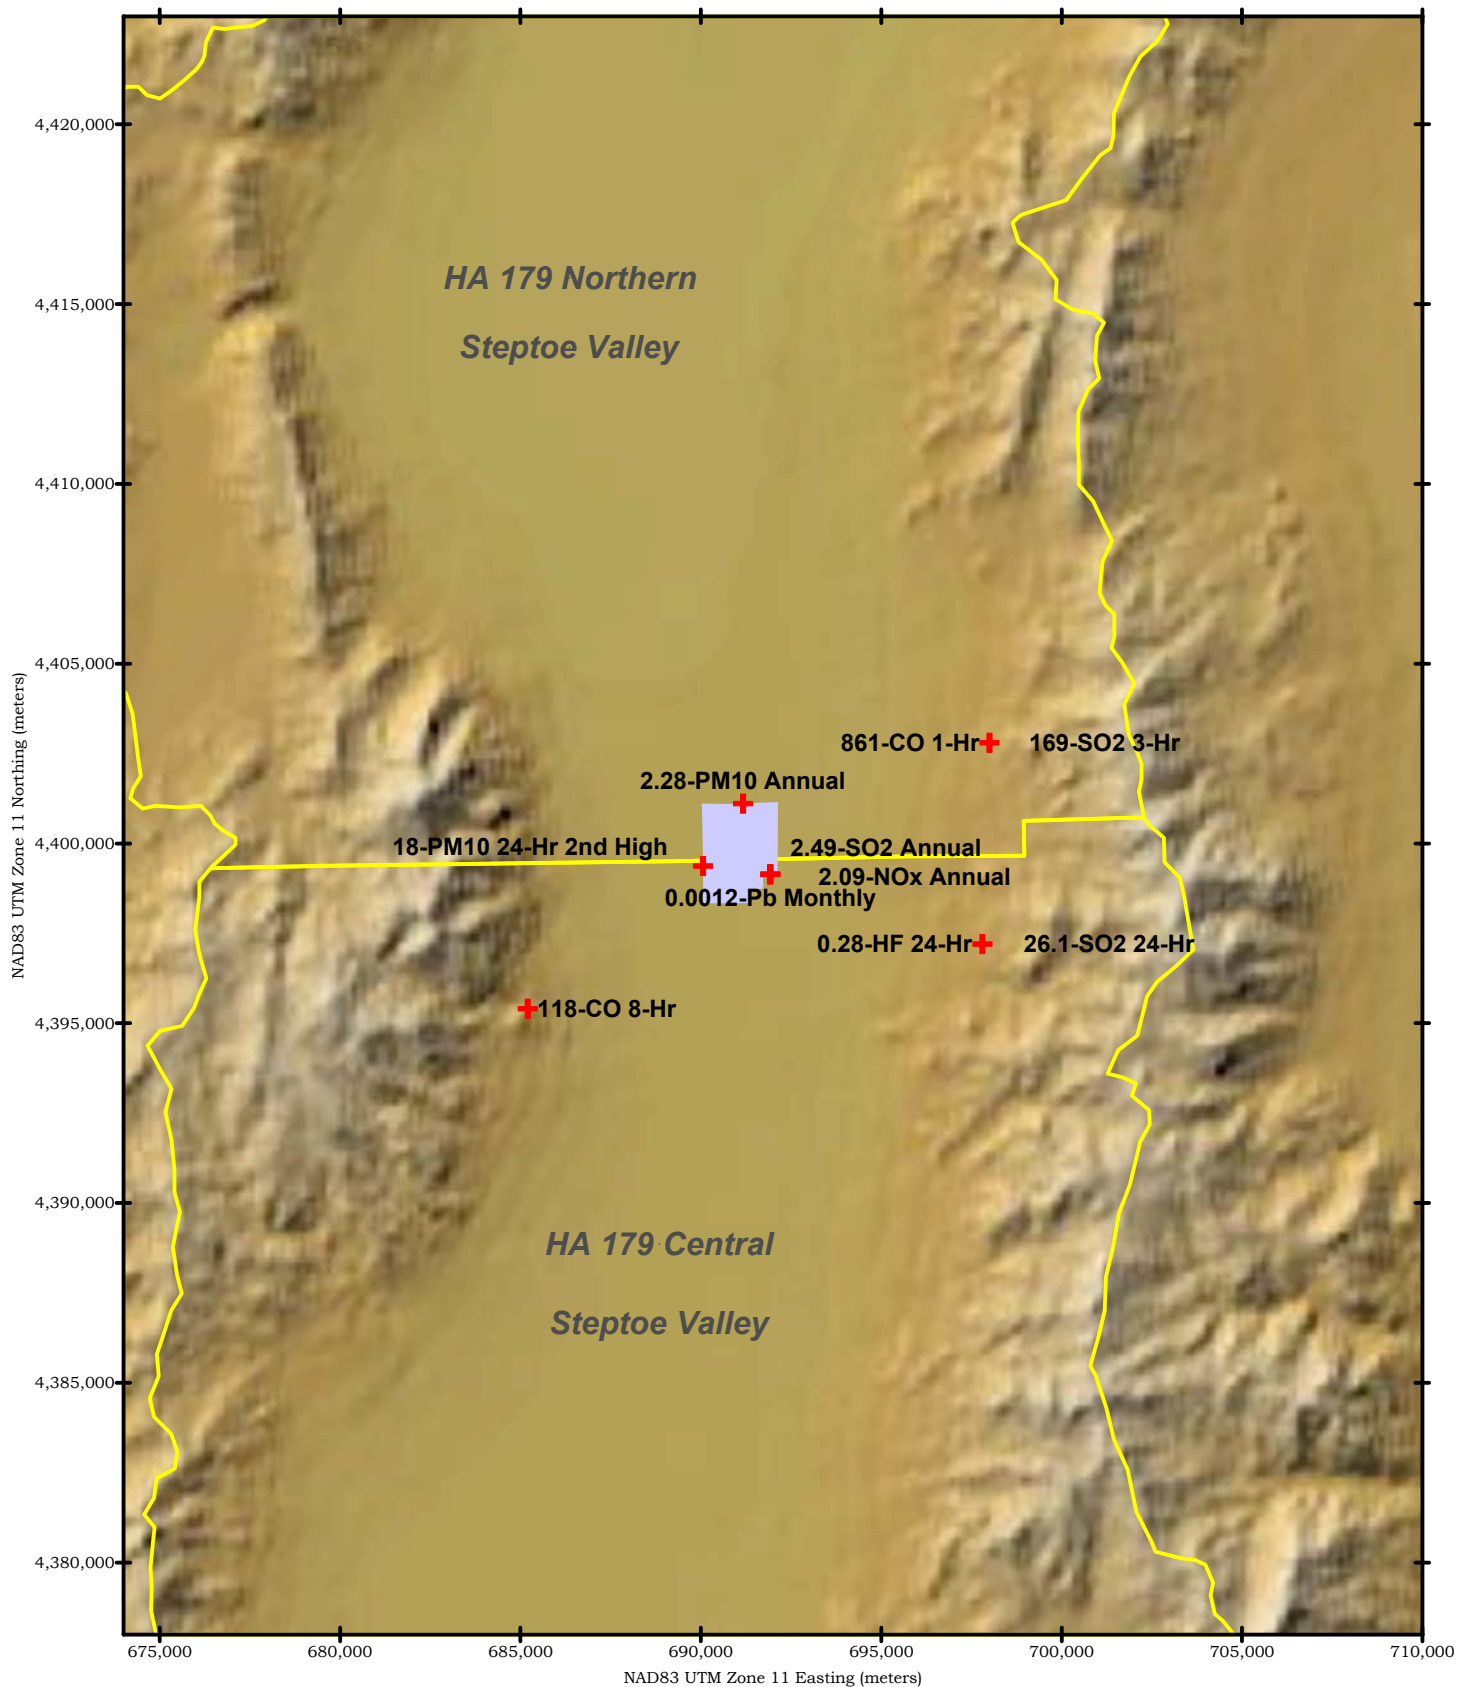 4,420,000
HA 179 Northern
4,415,000
Steptoe Valley
4,410,000
4,405,000
861-CO 1-Hr 169-SO2 3-Hr
2.28-PM10 Annual
4,400,000
18-PM10 24-Hr 2nd High 2.49-SO2 Annual
2.09-NOx Annual
0.0012-Pb Monthly
0.28-HF 24-Hr 26.1-SO2 24-Hr
118-CO 8-Hr
4,395,000
NAD83 UTM Zone 11 Northing (meters)
4,390,000
HA 179 Central
Steptoe Valley
4,385,000
4,380,000
675,000 680,000 685,000 690,000 695,000 700,000 705,000 710,000
NAD83 UTM Zone 11 Easting (meters)